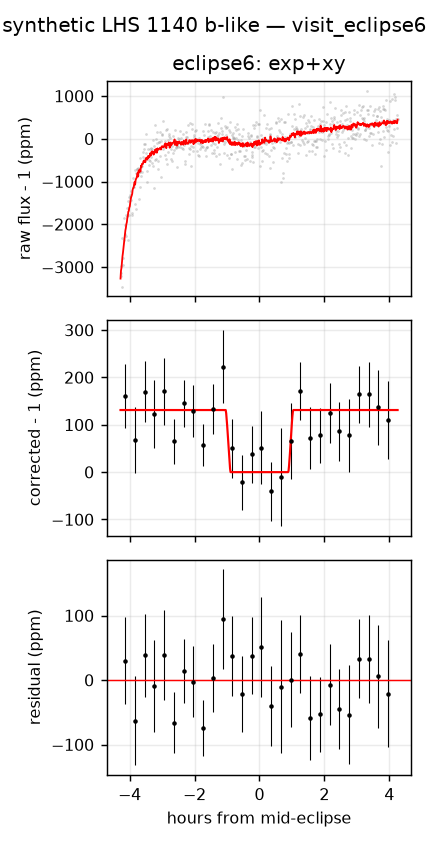 synthetic LHS 1140 b-like — visit_eclipse6
eclipse6: exp+xy
raw flux - 1 (ppm)
1000
0
−1000
−2000
−3000
corrected - 1 (ppm)
300
200
100
0
−100
residual (ppm)
100
0
−100
−4 −2 0 2 4
hours from mid-eclipse